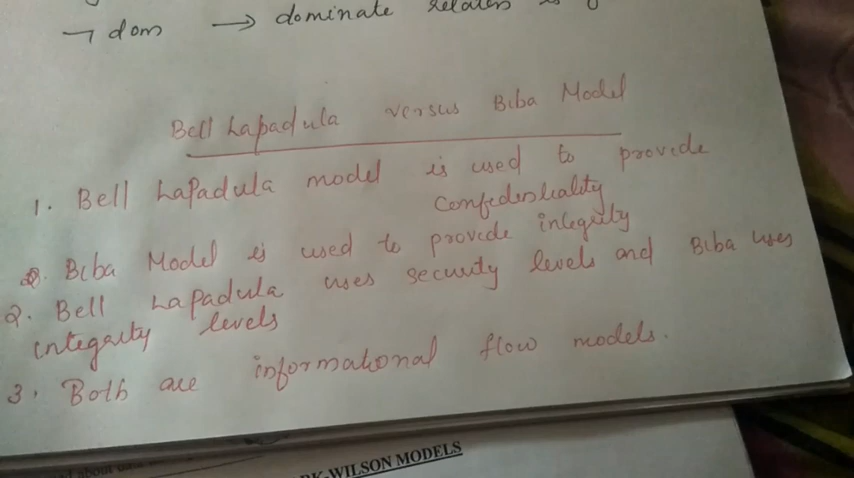 ¬ dom → dominate
Bell Lapadula versus Biba Model
1. Bell LaPadula model is used to provide
Confidentiality
Biba Model is used to provide integrity
2. Bell Lapadula uses security levels and Biba uses
integrity levels
3. Both are informational flow models.
-WILSON MODELS